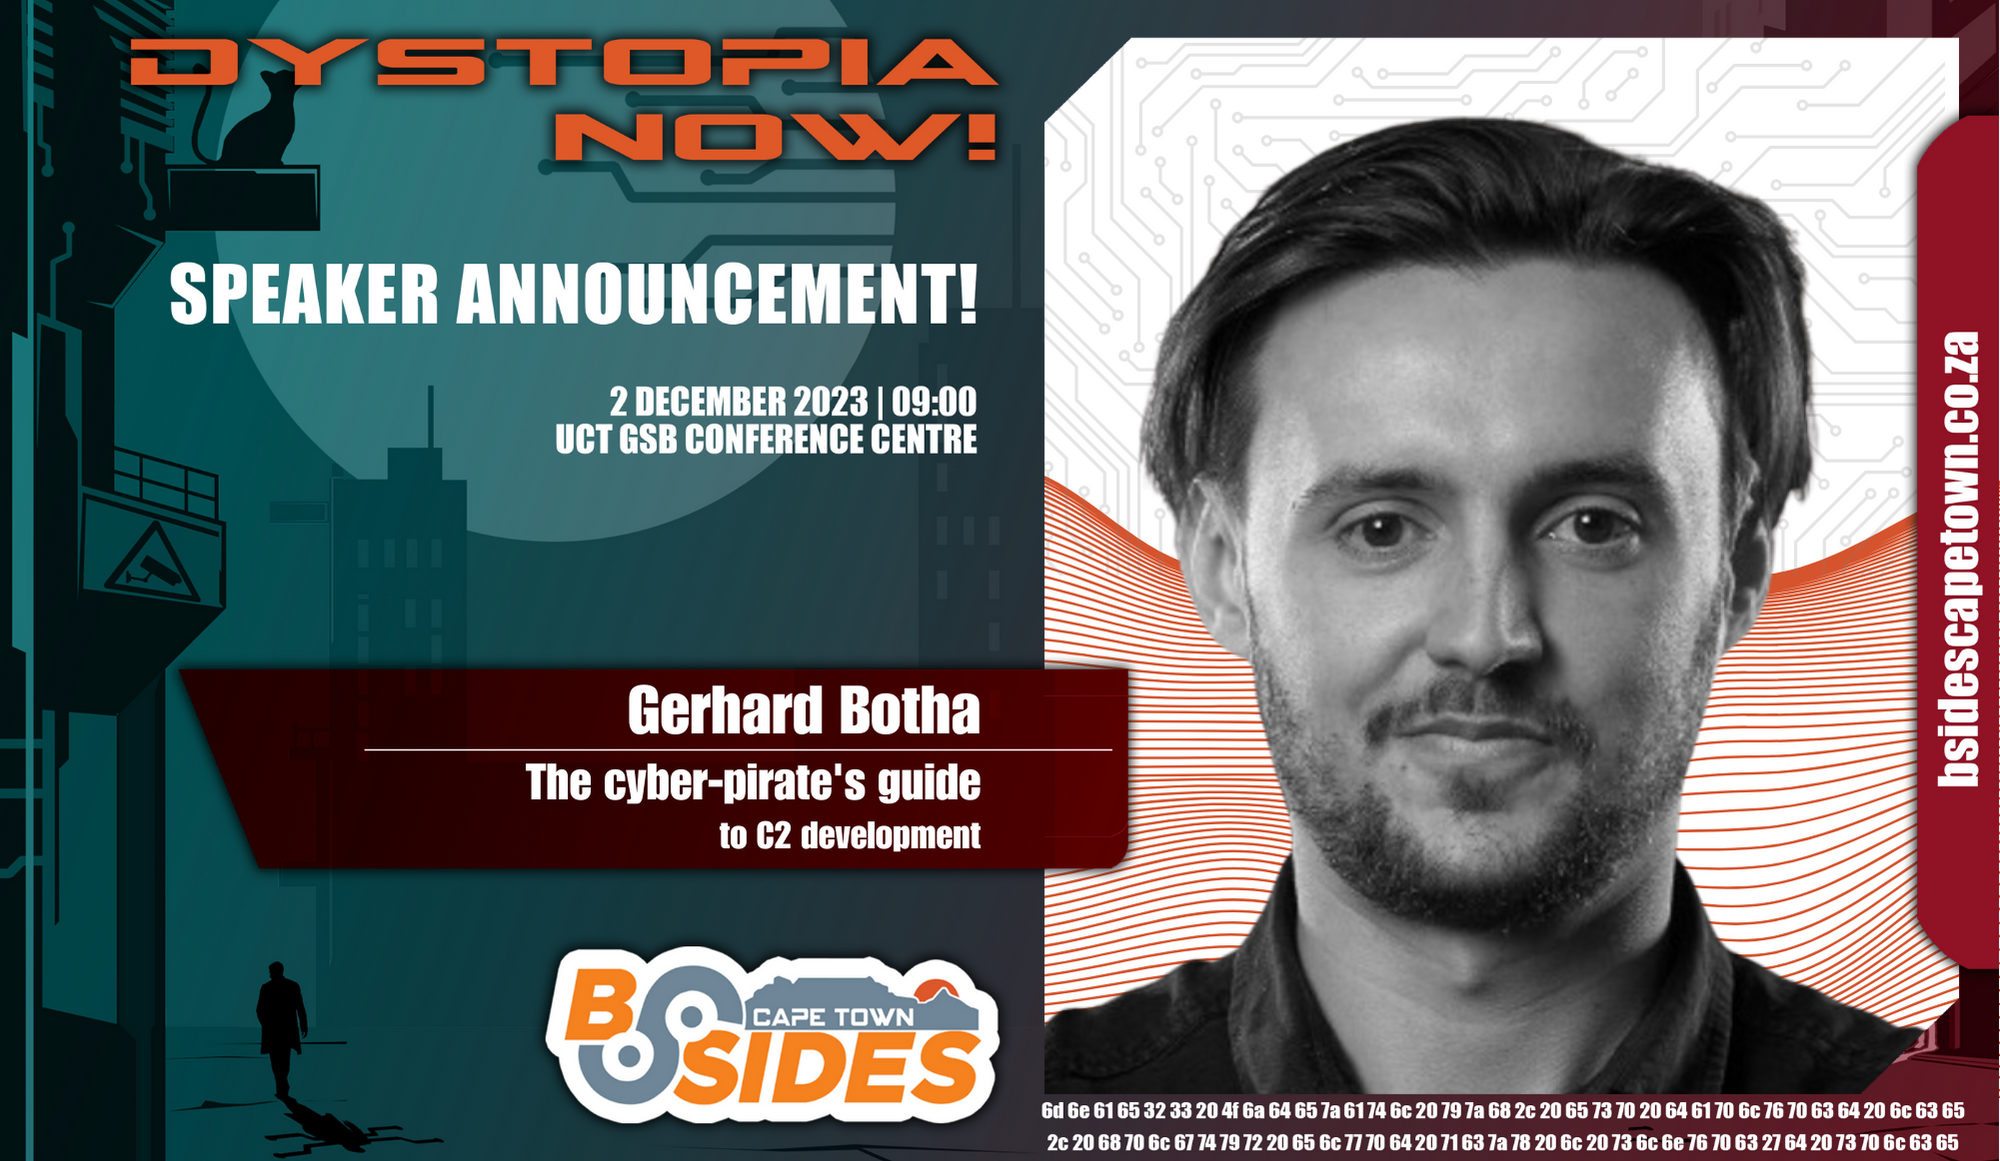 DYSTOPIA
NOW!
SPEAKER ANNOUNCEMENT!
2 DECEMBER 2023 | 09:00
UCT GSB CONFERENCE CENTRE
Gerhard Botha
The cyber-pirate's guide
to C2 development
B SIDES
CAPE TOWN
bsidescapetown.co.za
6d 6e 61 65 32 33 20 4f 6a 64 65 7a 61 74 6c 20 79 7a 68 2c 20 65 73 70 20 64 61 70 6c 76 70 63 64 20 6c 63 65
2c 20 68 70 6c 67 74 79 72 20 65 6c 77 70 64 20 71 63 7a 78 20 6c 20 73 6c 6e 76 70 63 27 64 20 73 70 6c 63 65